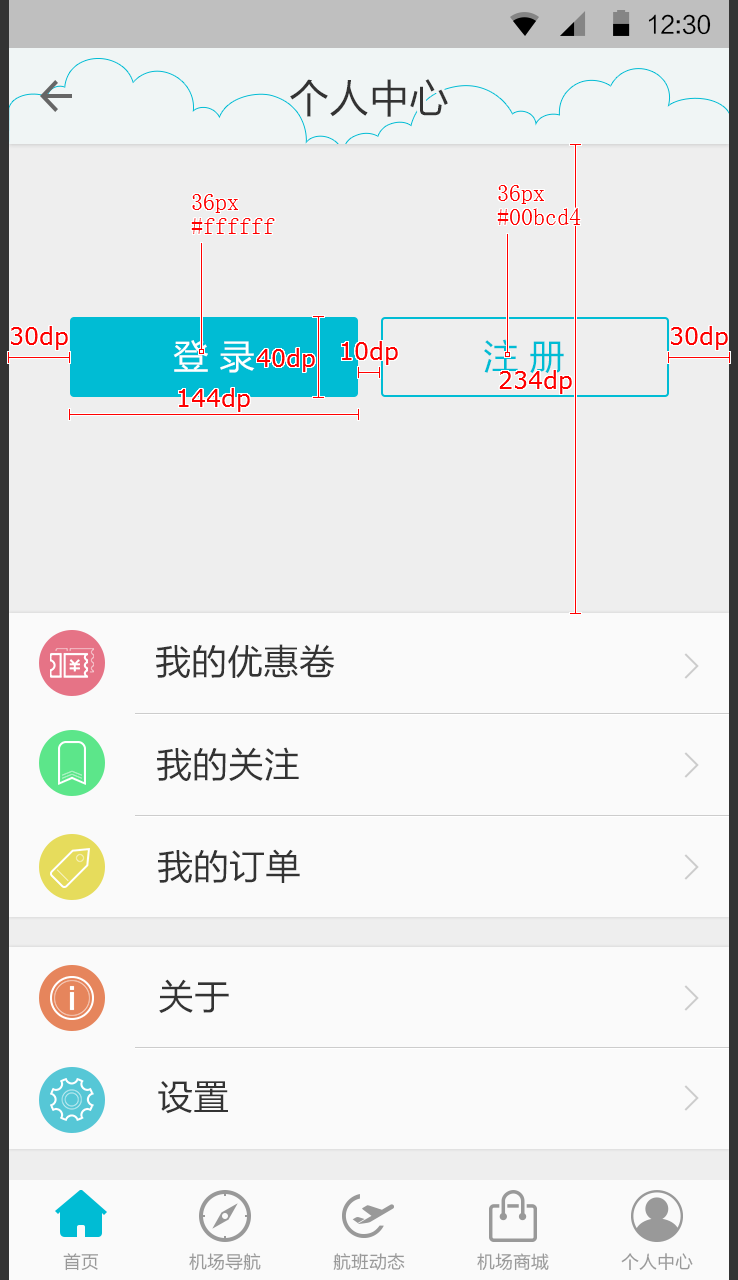 12:30
个人中心
36px
#ffffff
36px
#00bcd4
30dp
登 录
40dp
10dp
注 册
30dp
144dp
234dp
我的优惠卷
我的关注
我的订单
关于
设置
首页
机场导航
航班动态
机场商城
个人中心